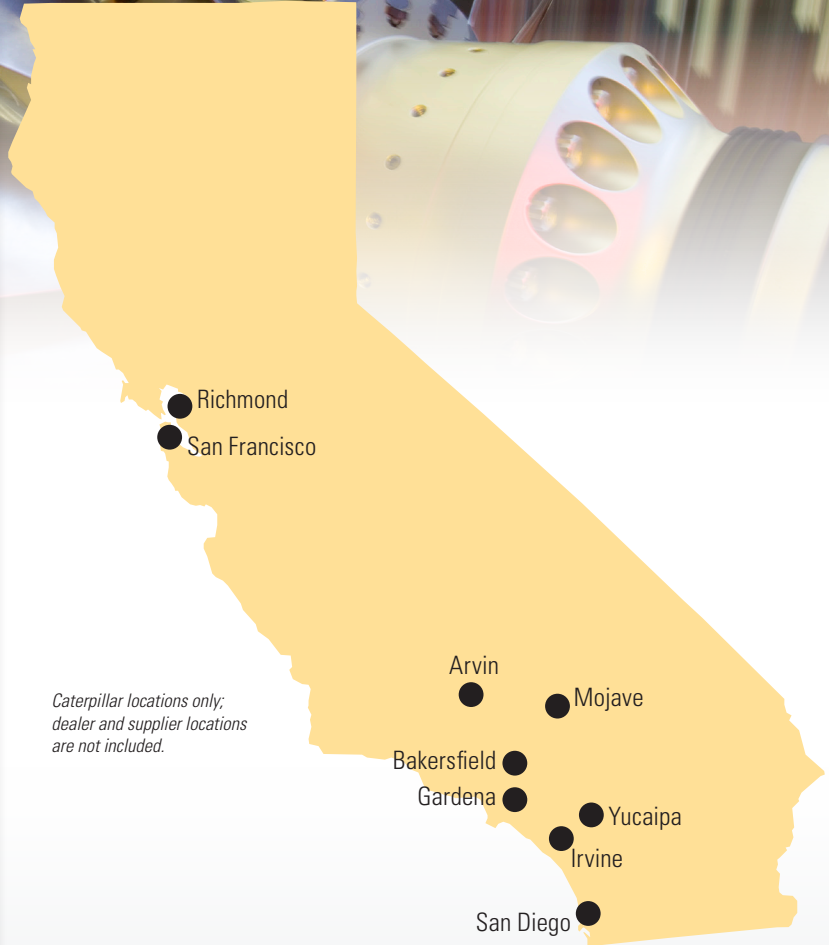 Richmond
San Francisco
Arvin
Mojave
Caterpillar locations only;
dealer and supplier locations
are not included.
Bakersfield
Gardena
Yucaipa
Irvine
San Diego